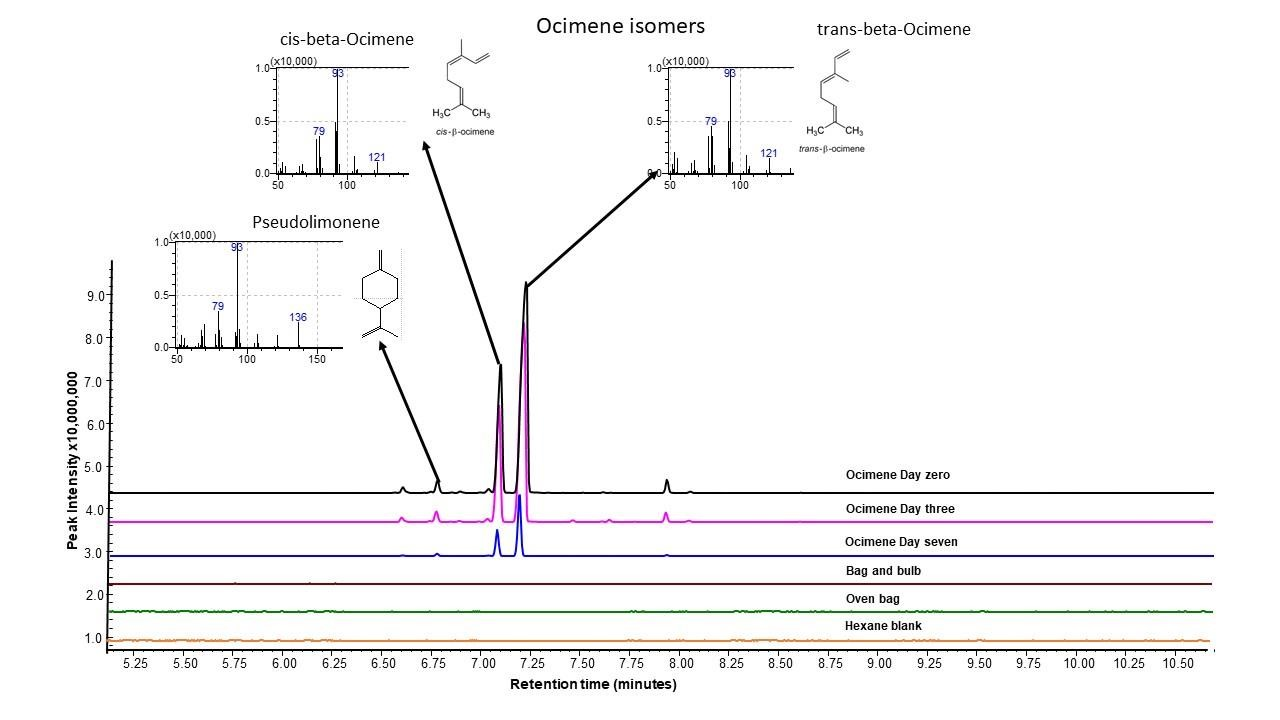 Ocimene isomers
cis-beta-Ocimene
(x10,000)
1.0
93
0.5
79
121
0.0
50 100
H₃C CH₃
cis-β-ocimene
trans-beta-Ocimene
(x10,000)
1.0
93
0.5
79
121
0.0
50 100
H₃C CH₃
trans-β-ocimene
Pseudolimonene
(x10,000)
1.0
93
0.5
79
136
0.0
50 100 150
Peak Intensity x10,000,000
9.0
8.0
7.0
6.0
5.0
4.0
3.0
2.0
1.0
Ocimene Day zero
Ocimene Day three
Ocimene Day seven
Bag and bulb
Oven bag
Hexane blank
5.25 5.50 5.75 6.00 6.25 6.50 6.75 7.00 7.25 7.50 7.75 8.00 8.25 8.50 8.75 9.00 9.25 9.50 9.75 10.00 10.25 10.50
Retention time (minutes)